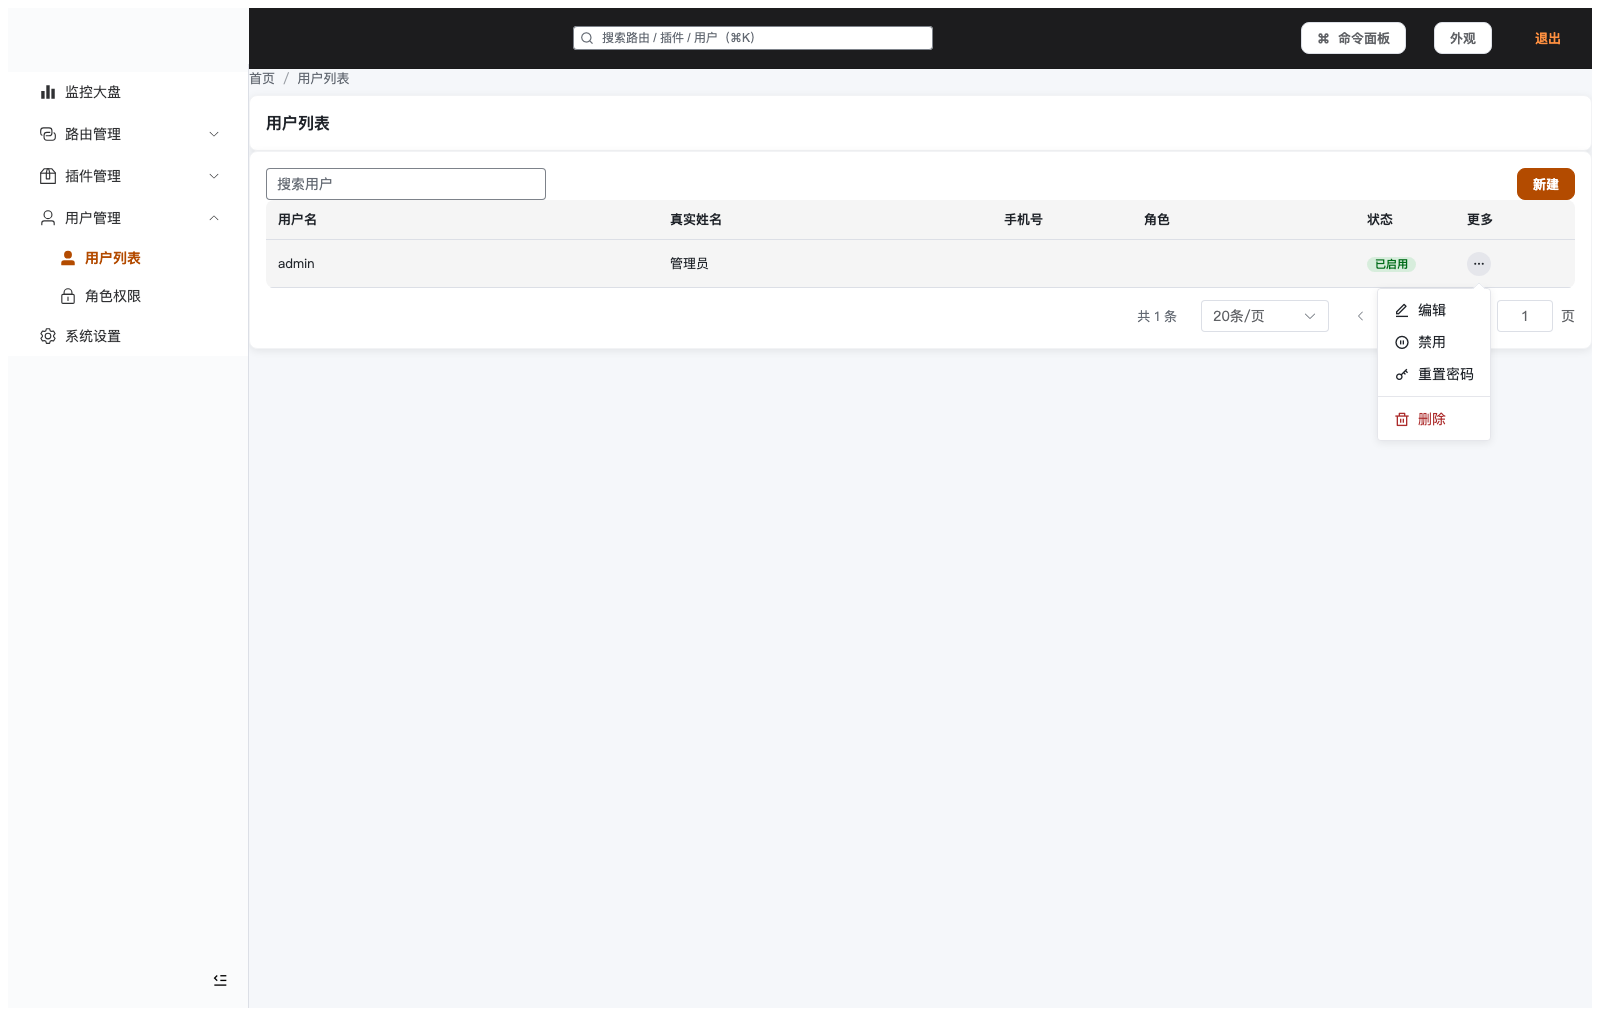 搜索路由 / 插件 / 用户（⌘K）
⌘ 命令面板
外观
退出
监控大盘
路由管理
插件管理
用户管理
用户列表
角色权限
系统设置
首页 / 用户列表
用户列表
搜索用户
新建
用户名 真实姓名 手机号 角色 状态 更多
admin 管理员 已启用
共 1 条
20条/页
1 页
编辑
禁用
重置密码
删除